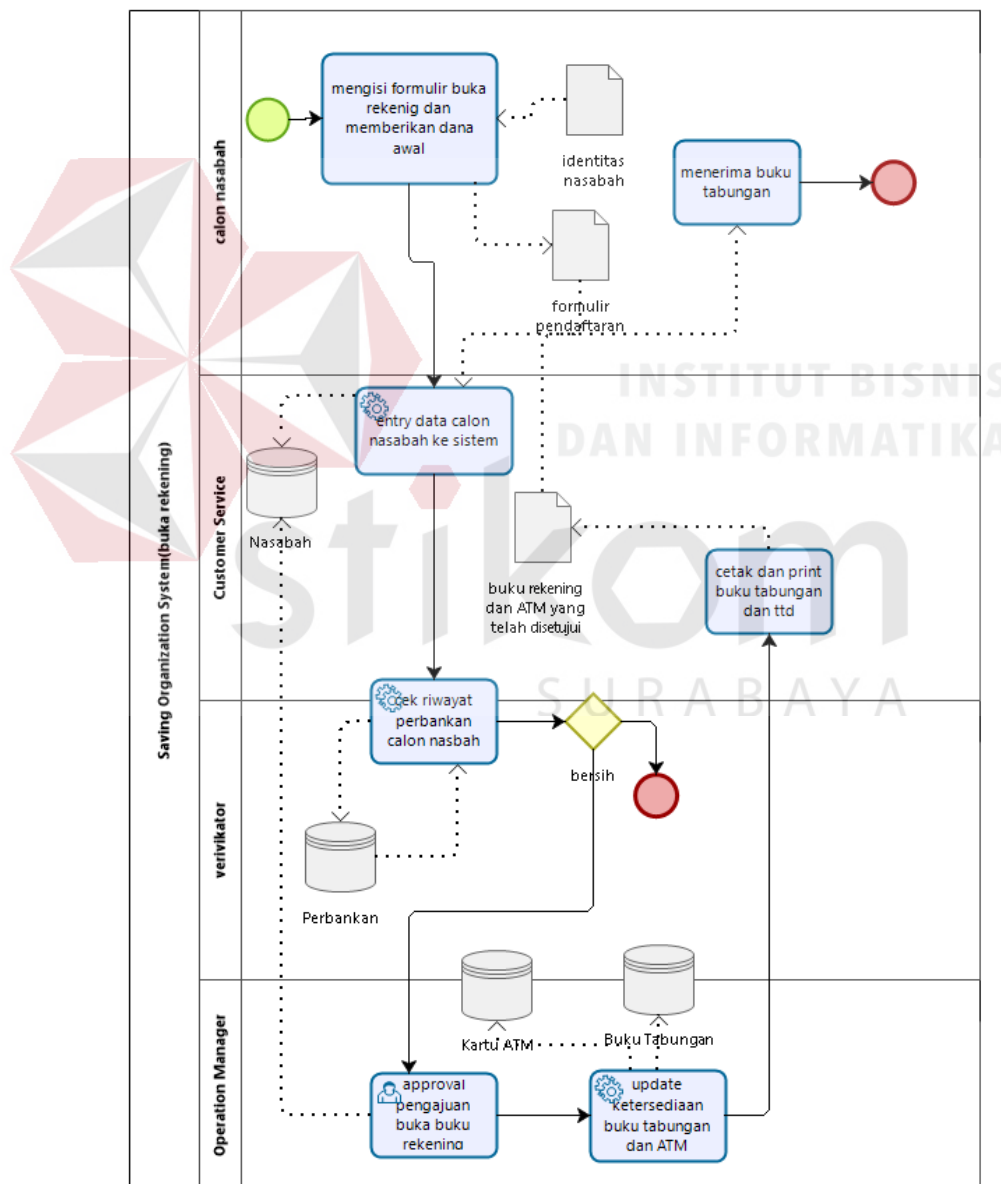 Saving Organization System(buka rekening)
calon nasabah
mengisi formulir buka
rekenig dan
memberikan dana
awal
identitas
nasabah
menerima buku
tabungan
formulir
pendaftaran
INSTITUT BISNIS
DAN INFORMATIKA
stikom
SURABAYA
Customer Service
entry data calon
nasabah ke sistem
Nasabah
buku rekening
dan ATM yang
telah disetujui
cetak dan print
buku tabungan
dan ttd
verivikator
cek riwayat
perbankan
calon nasbah
bersih
Perbankan
Operation Manager
Kartu ATM
Buku Tabungan
approval
pengajuan
buka buku
rekening
update
ketersediaan
buku tabungan
dan ATM